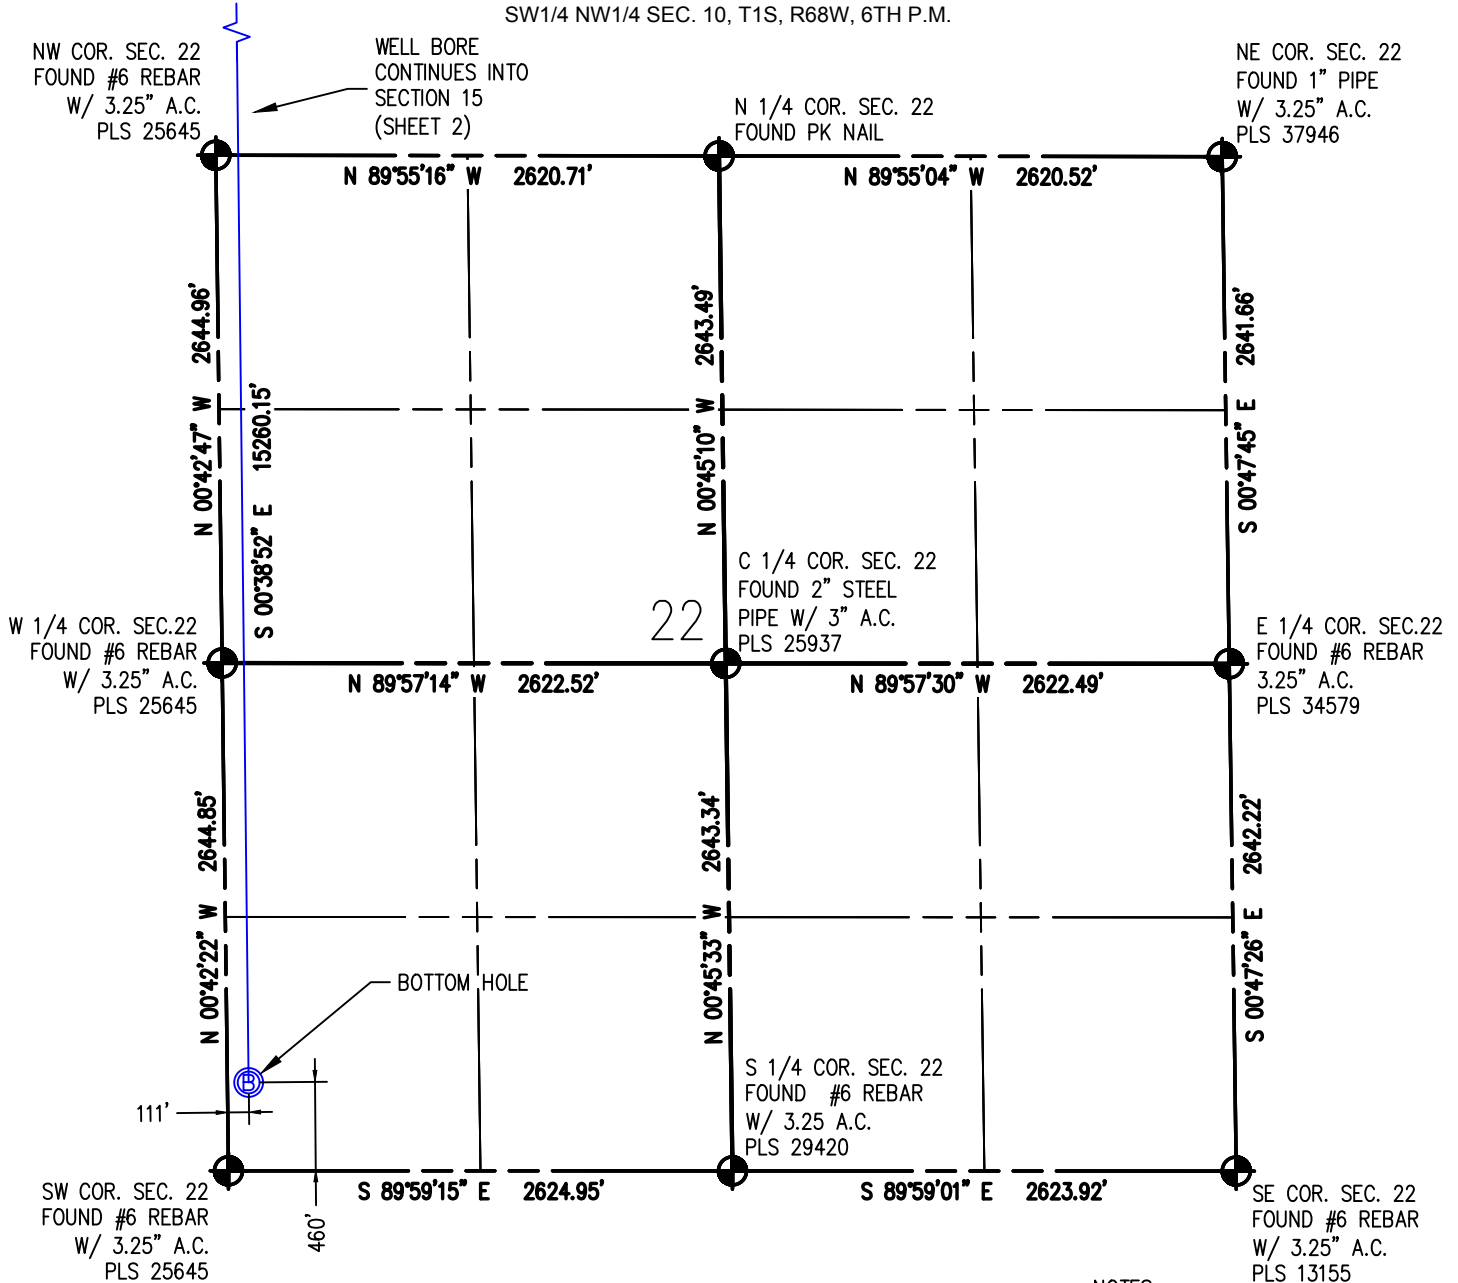 SW1/4 NW1/4 SEC. 10, T1S, R68W, 6TH P.M.
NW COR. SEC. 22
FOUND #6 REBAR
W/ 3.25" A.C.
PLS 25645
WELL BORE
CONTINUES INTO
SECTION 15
(SHEET 2)
N 1/4 COR. SEC. 22
FOUND PK NAIL
NE COR. SEC. 22
FOUND 1" PIPE
W/ 3.25" A.C.
PLS 37946
N 89°55'16" W 2620.71'
N 89°55'04" W 2620.52'
N 00°42'47" W 2644.96'
S 00°38'52" E 15260.15'
N 00°45'10" W 2643.49'
S 00°47'45" E 2641.66'
C 1/4 COR. SEC. 22
FOUND 2" STEEL
PIPE W/ 3" A.C.
PLS 25937
22
W 1/4 COR. SEC.22
FOUND #6 REBAR
W/ 3.25" A.C.
PLS 25645
E 1/4 COR. SEC.22
FOUND #6 REBAR
3.25" A.C.
PLS 34579
N 89°57'14" W 2622.52'
N 89°57'30" W 2622.49'
N 00°42'22" W 2644.85'
N 00°45'33" W 2643.34'
S 00°47'26" E 2642.22'
BOTTOM HOLE
B
111'
460'
S 1/4 COR. SEC. 22
FOUND #6 REBAR
W/ 3.25 A.C.
PLS 29420
SW COR. SEC. 22
FOUND #6 REBAR
W/ 3.25" A.C.
PLS 25645
S 89°59'15" E 2624.95'
S 89°59'01" E 2623.92'
SE COR. SEC. 22
FOUND #6 REBAR
W/ 3.25" A.C.
PLS 13155